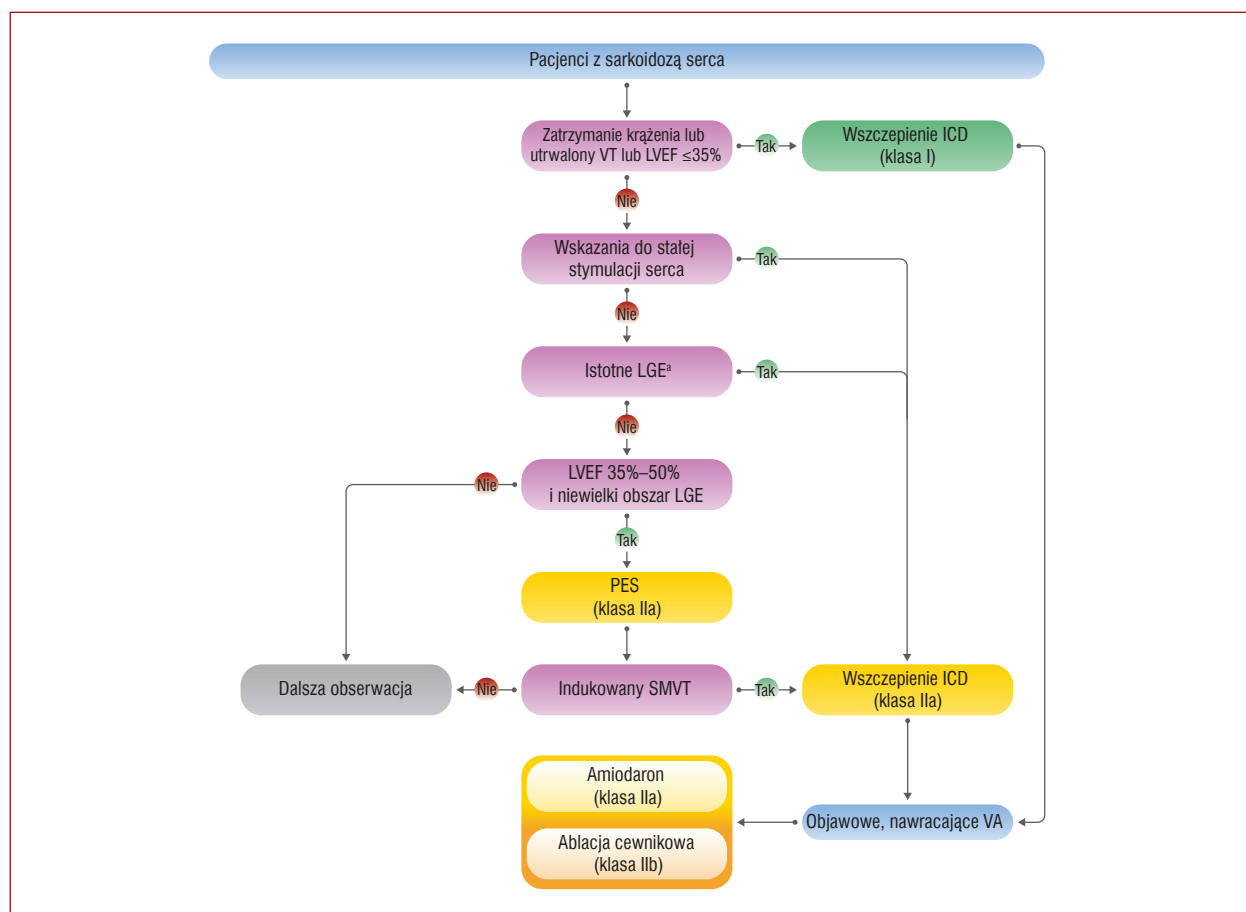 Pacjenci z sarkoidozą serca
Zatrzymanie krążenia lub
utrwalony VT lub LVEF ≤35%
Tak
Wszczepienie ICD
(klasa I)
Nie
Wskazania do stałej
stymulacji serca
Tak
Nie
Istotne LGEᵃ
Tak
Nie
LVEF 35%–50%
i niewielki obszar LGE
Nie
Tak
PES
(klasa IIa)
Dalsza obserwacja
Nie
Indukowany SMVT
Tak
Wszczepienie ICD
(klasa IIa)
Amiodaron
(klasa IIa)
Ablacja cewnikowa
(klasa IIb)
Objawowe, nawracające VA